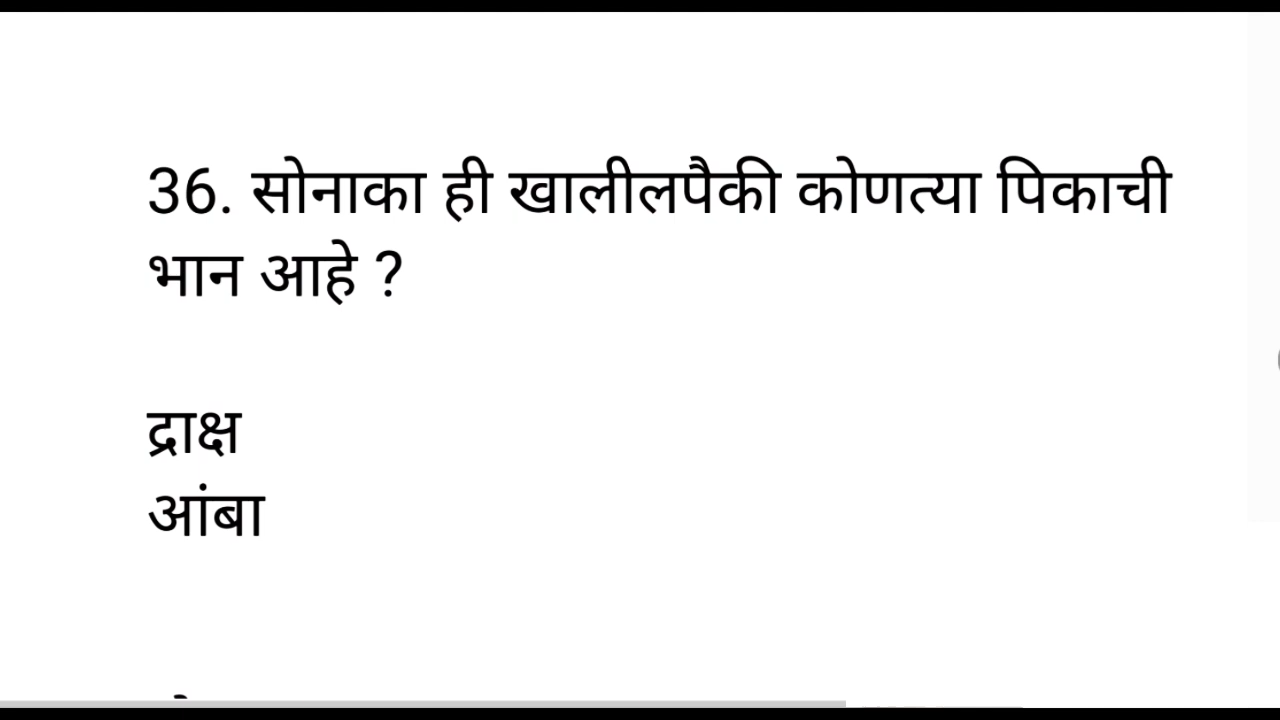 36. सोनाका ही खालीलपैकी कोणत्या पिकाची
भान आहे ?
द्राक्ष
आंबा